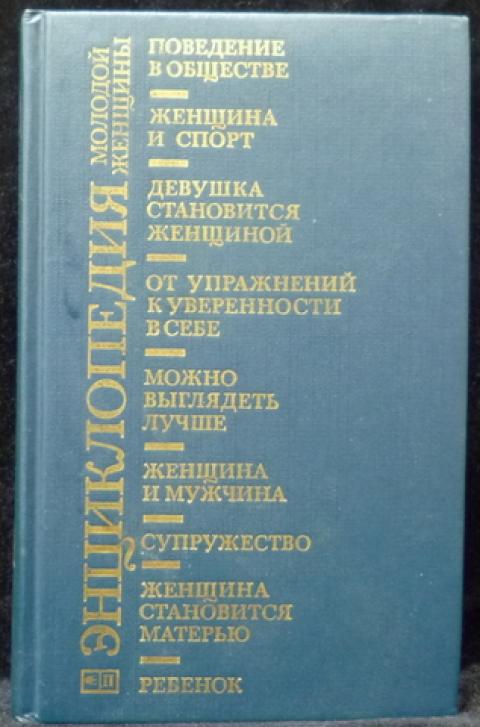 ЭНЦИКЛОПЕДИЯ
МОЛОДОЙ
ЖЕНЩИНЫ
ПОВЕДЕНИЕ
В ОБЩЕСТВЕ
ЖЕНЩИНА
И СПОРТ
ДЕВУШКА
СТАНОВИТСЯ
ЖЕНЩИНОЙ
ОТ УПРАЖНЕНИЙ
К УВЕРЕННОСТИ
В СЕБЕ
МОЖНО
ВЫГЛЯДЕТЬ
ЛУЧШЕ
ЖЕНЩИНА
И МУЖЧИНА
СУПРУЖЕСТВО
ЖЕНЩИНА
СТАНОВИТСЯ
МАТЕРЬЮ
РЕБЕНОК